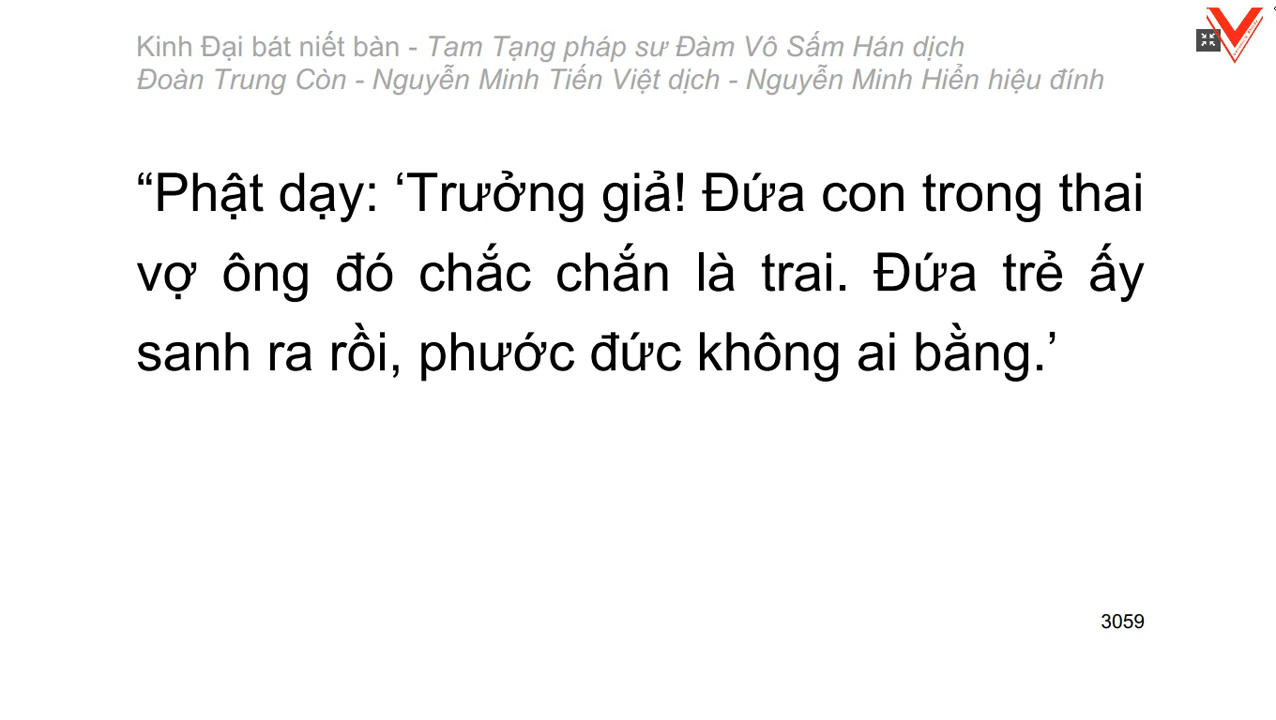 Kinh Đại bát niết bàn - Tam Tạng pháp sư Đàm Vô Sấm Hán dịch
Đoàn Trung Còn - Nguyễn Minh Tiến Việt dịch - Nguyễn Minh Hiển hiệu đính
“Phật dạy: ‘Trưởng giả! Đứa con trong thai
vợ ông đó chắc chắn là trai. Đứa trẻ ấy
sanh ra rồi, phước đức không ai bằng.’
3059